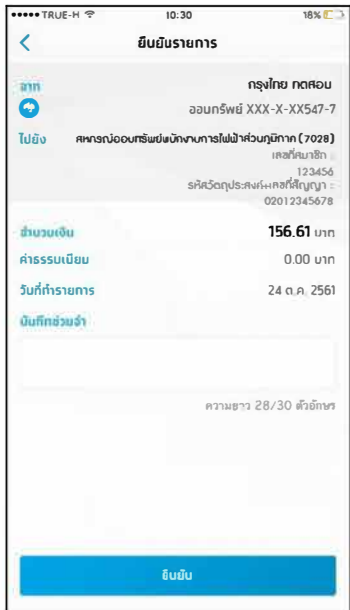 TRUE-H 10:30 18%
ยืนยันรายการ
จาก กรุงไทย ทดสอบ
ออมทรัพย์ XXX-X-XX547-7
ไปยัง สหกรณ์ออมทรัพย์พนักงานการไฟฟ้าส่วนภูมิภาค (7028)
เลขที่สมาชิก :
123456
รหัสวัตถุประสงค์+เลขที่สัญญา :
02012345678
จำนวนเงิน 156.61 บาท
ค่าธรรมเนียม 0.00 บาท
วันที่ทำรายการ 24 ต.ค. 2561
บันทึกช่วยจำ
ความยาว 28/30 ตัวอักษร
ยืนยัน